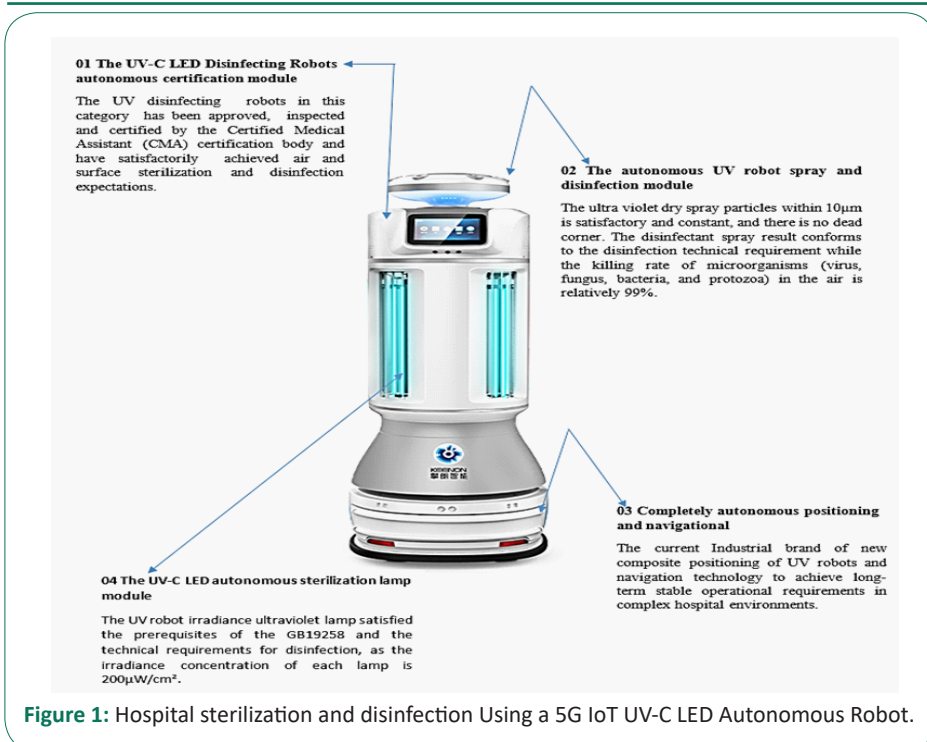 01 The UV-C LED Disinfecting Robots
autonomous certification module
The UV disinfecting robots in this
category has been approved, inspected
and certified by the Certified Medical
Assistant (CMA) certification body and
have satisfactorily achieved air and
surface sterilization and disinfection
expectations.
02 The autonomous UV robot spray and
disinfection module
The ultra violet dry spray particles within 10μm
is satisfactory and constant, and there is no dead
corner. The disinfectant spray result conforms
to the disinfection technical requirement while
the killing rate of microorganisms (virus,
fungus, bacteria, and protozoa) in the air is
relatively 99%.
KEENON
擎朗智能
03 Completely autonomous positioning
and navigational
The current Industrial brand of new
composite positioning of UV robots and
navigation technology to achieve long-
term stable operational requirements in
complex hospital environments.
04 The UV-C LED autonomous sterilization lamp
module
The UV robot irradiance ultraviolet lamp satisfied
the prerequisites of the GB19258 and the
technical requirements for disinfection, as the
irradiance concentration of each lamp is
200μW/cm².
Figure 1: Hospital sterilization and disinfection Using a 5G IoT UV-C LED Autonomous Robot.